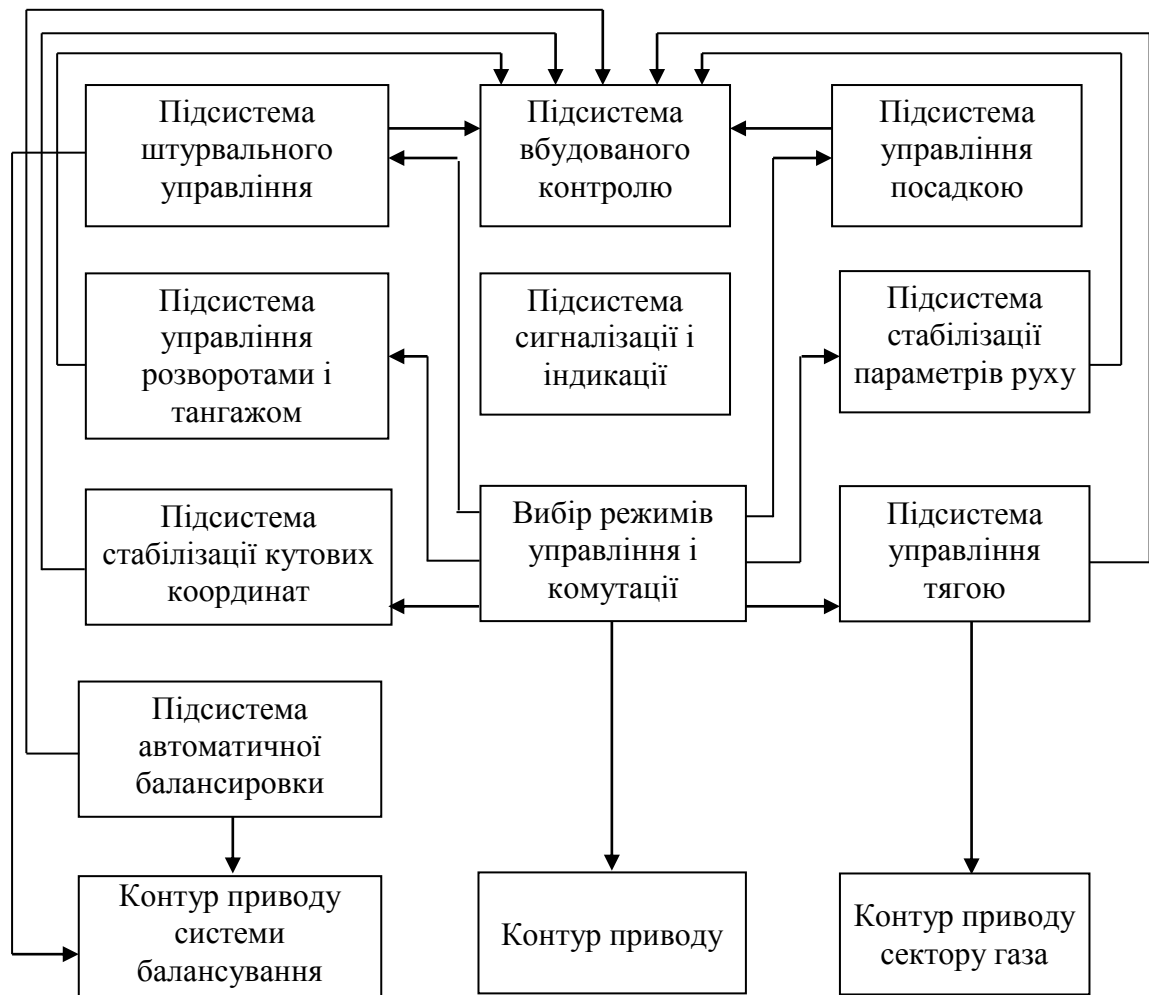 Підсистема
штурвального
управління
Підсистема
вбудованого
контролю
Підсистема
управління
посадкою
Підсистема
управління
розворотами і
тангажом
Підсистема
сигналізації і
індикації
Підсистема
стабілізації
параметрів руху
Підсистема
стабілізації кутових
координат
Вибір режимів
управління і
комутації
Підсистема
управління
тягою
Підсистема
автоматичної
балансировки
Контур приводу
системи
балансування
Контур приводу
Контур приводу
сектору газа